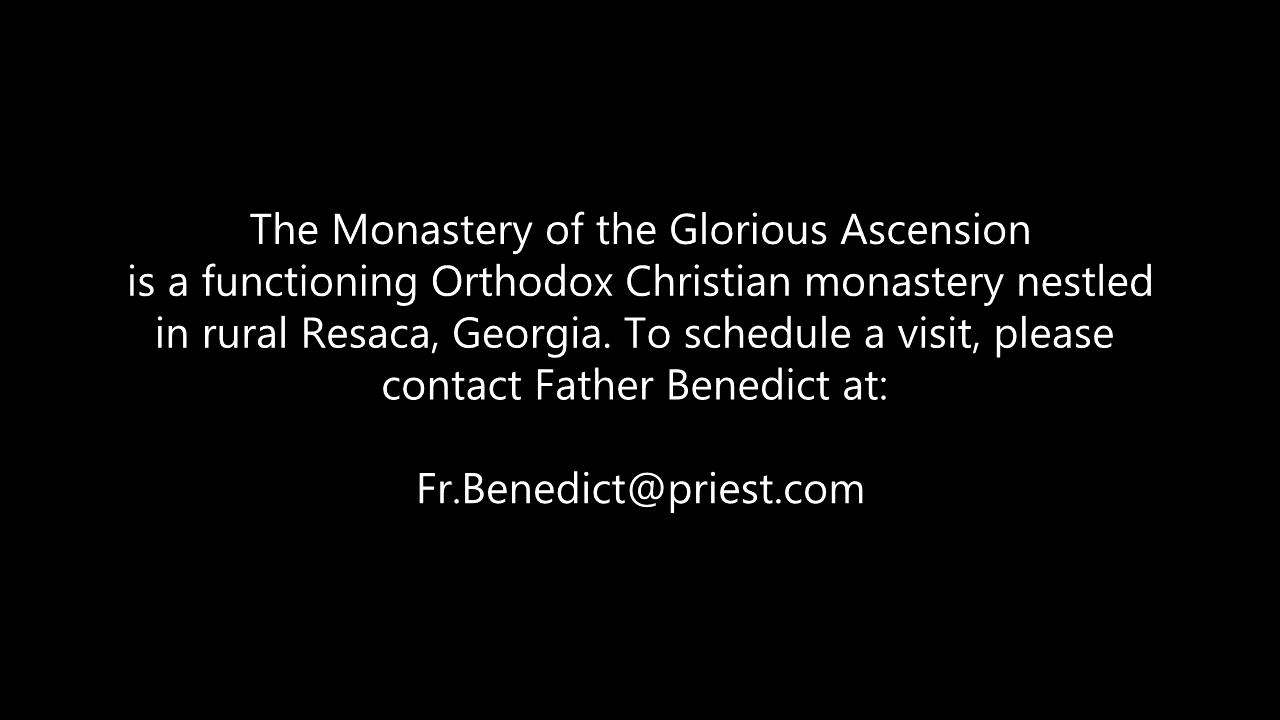 The Monastery of the Glorious Ascension
is a functioning Orthodox Christian monastery nestled
in rural Resaca, Georgia. To schedule a visit, please
contact Father Benedict at:
Fr.Benedict@priest.com